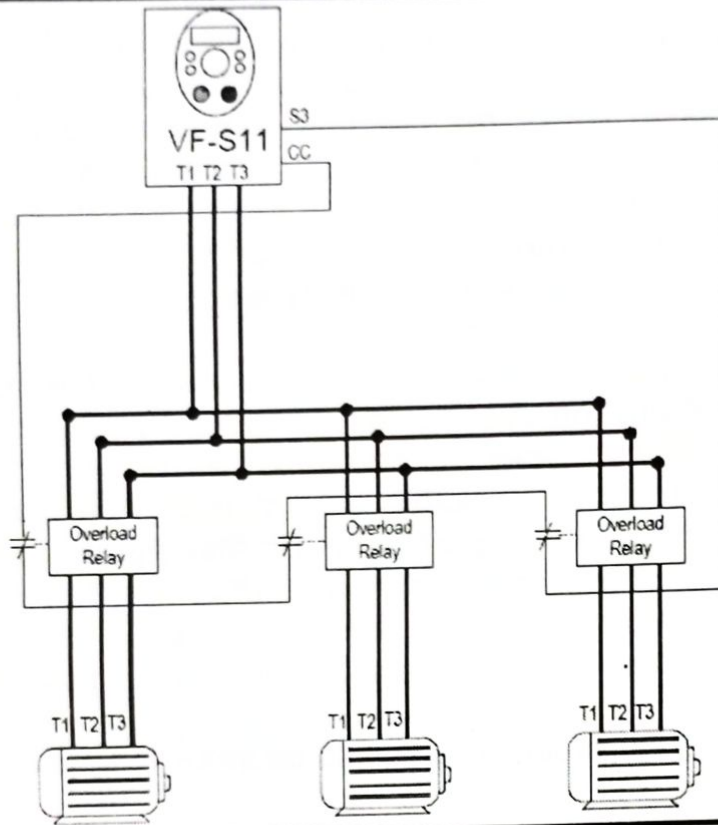 S3
VF-S11
CC
T1 T2 T3
Overload
Relay
Overload
Relay
Overload
Relay
T1 T2 T3
T1 T2 T3
T1 T2 T3